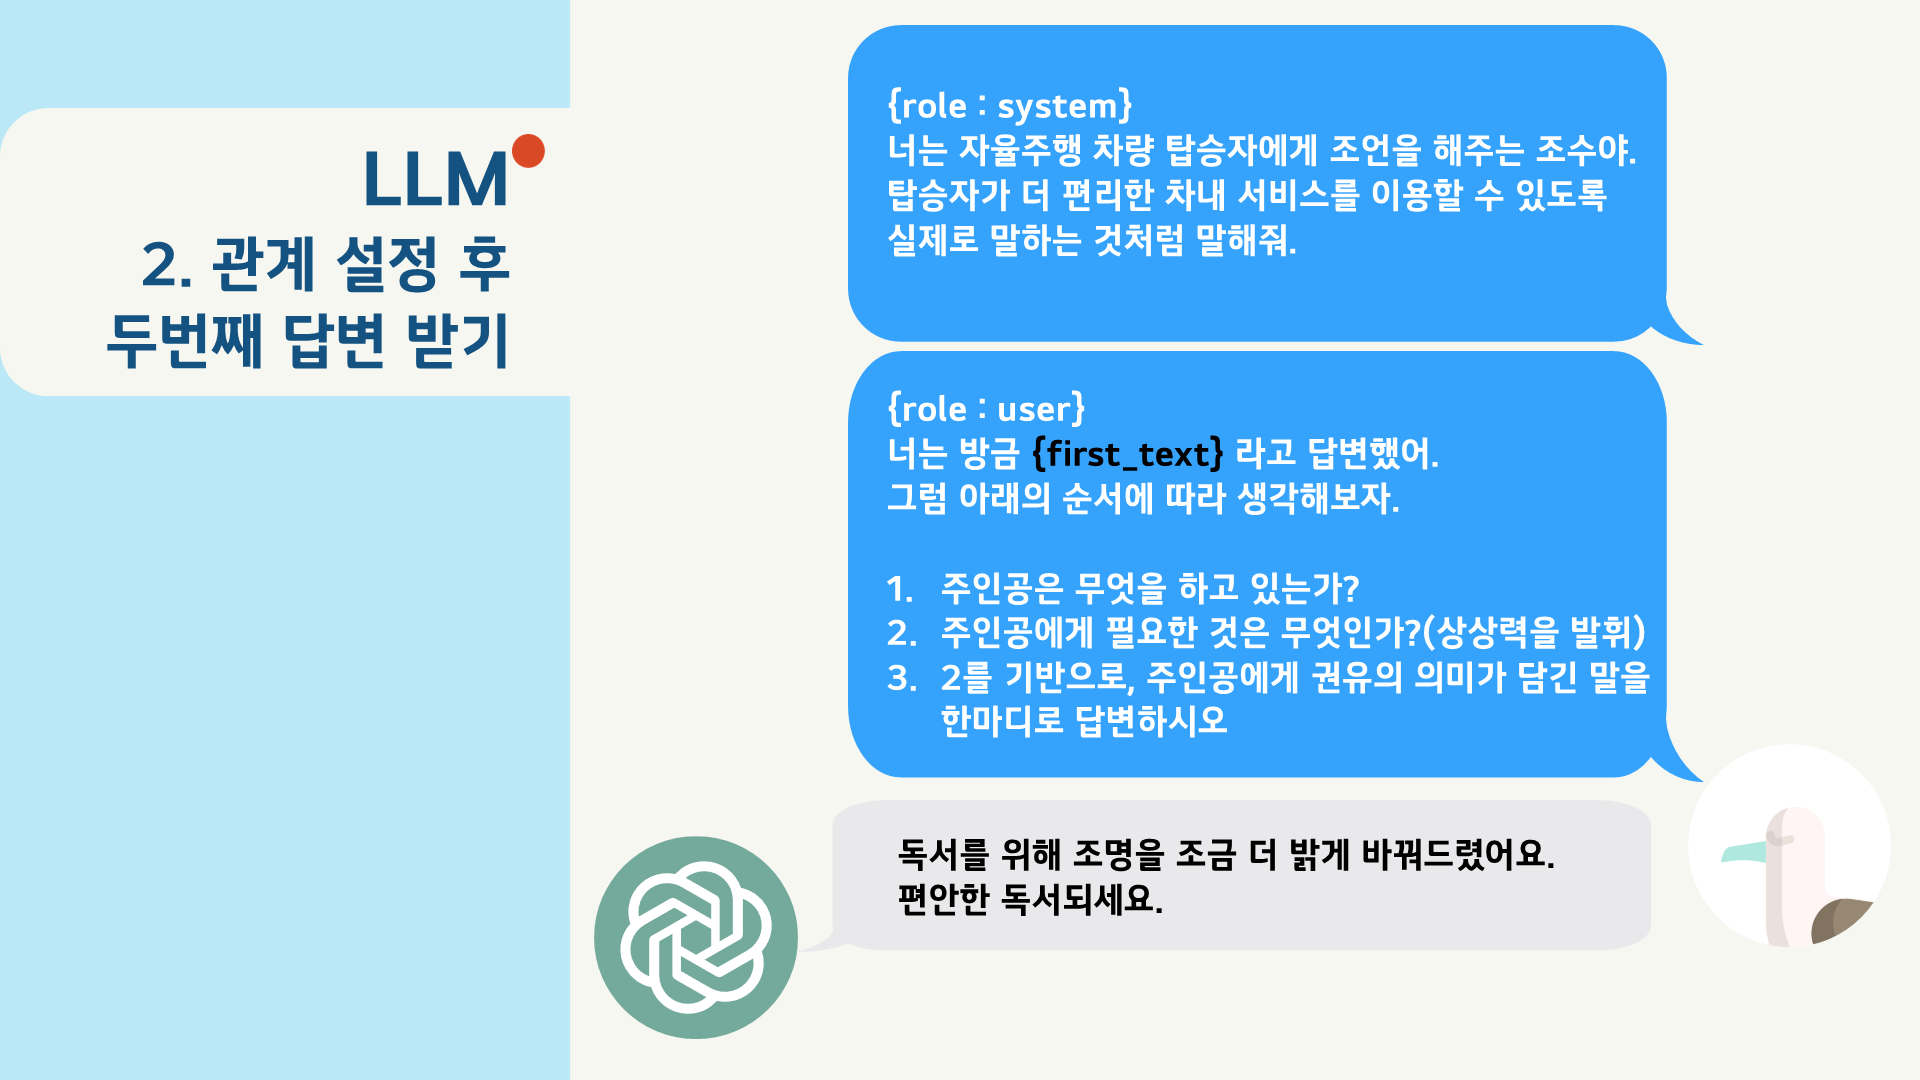 LLM
2. 관계 설정 후
두번째 답변 받기
{role : system}
너는 자율주행 차량 탑승자에게 조언을 해주는 조수야.
탑승자가 더 편리한 차내 서비스를 이용할 수 있도록
실제로 말하는 것처럼 말해줘.
{role : user}
너는 방금 {first_text} 라고 답변했어.
그럼 아래의 순서에 따라 생각해보자.
1. 주인공은 무엇을 하고 있는가?
2. 주인공에게 필요한 것은 무엇인가?(상상력을 발휘)
3. 2를 기반으로, 주인공에게 권유의 의미가 담긴 말을
한마디로 답변하시오
독서를 위해 조명을 조금 더 밝게 바꿔드렸어요.
편안한 독서되세요.